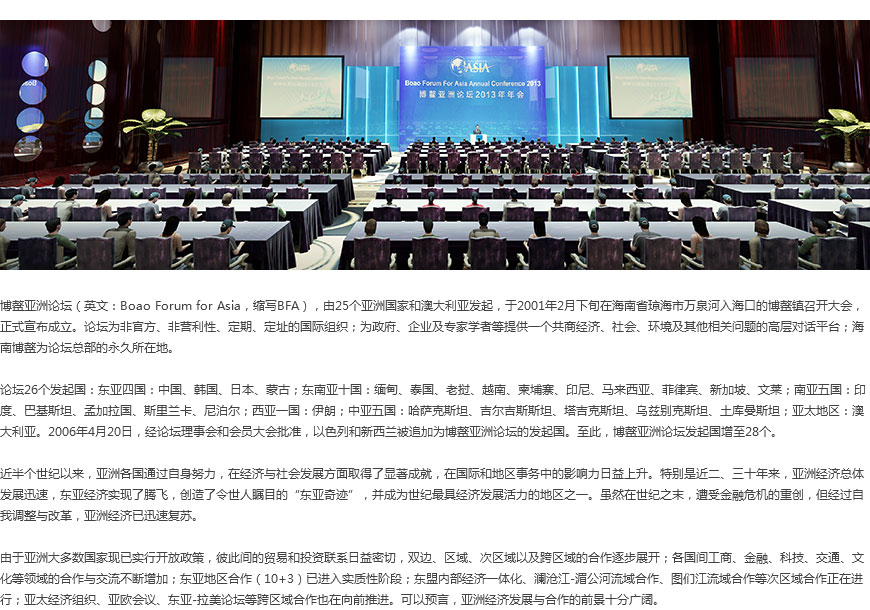 ASIA
Boao Forum For Asia Annual Conference 2013
博鳌亚洲论坛2013年年会
博鳌亚洲论坛（英文：Boao Forum for Asia，缩写BFA），由25个亚洲国家和澳大利亚发起，于2001年2月下旬在海南省琼海市万泉河入海口的博鳌镇召开大会，
正式宣布成立。论坛为非官方、非营利性、定期、定址的国际组织；为政府、企业及专家学者等提供一个共商经济、社会、环境及其他相关问题的高层对话平台；海
南博鳌为论坛总部的永久所在地。
论坛26个发起国：东亚四国：中国、韩国、日本、蒙古；东南亚十国：缅甸、泰国、老挝、越南、柬埔寨、印尼、马来西亚、菲律宾、新加坡、文莱；南亚五国：印
度、巴基斯坦、孟加拉国、斯里兰卡、尼泊尔；西亚一国：伊朗；中亚五国：哈萨克斯坦、吉尔吉斯斯坦、塔吉克斯坦、乌兹别克斯坦、土库曼斯坦；亚太地区：澳
大利亚。2006年4月20日，经论坛理事会和会员大会批准，以色列和新西兰被追加为博鳌亚洲论坛的发起国。至此，博鳌亚洲论坛发起国增至28个。
近半个世纪以来，亚洲各国通过自身努力，在经济与社会发展方面取得了显著成就，在国际和地区事务中的影响力日益上升。特别是近二、三十年来，亚洲经济总体
发展迅速，东亚经济实现了腾飞，创造了令世人瞩目的“东亚奇迹”，并成为世纪最具经济发展活力的地区之一。虽然在世纪之末，遭受金融危机的重创，但经过自
我调整与改革，亚洲经济已迅速复苏。
由于亚洲大多数国家现已实行开放政策，彼此间的贸易和投资联系日益密切，双边、区域、次区域以及跨区域的合作逐步展开；各国间工商、金融、科技、交通、文
化等领域的合作与交流不断增加；东亚地区合作（10+3）已进入实质性阶段；东盟内部经济一体化、澜沧江-湄公河流域合作、图们江流域合作等次区域合作正在进
行；亚太经济组织、亚欧会议、东亚-拉美论坛等跨区域合作也在向前推进。可以预言，亚洲经济发展与合作的前景十分广阔。